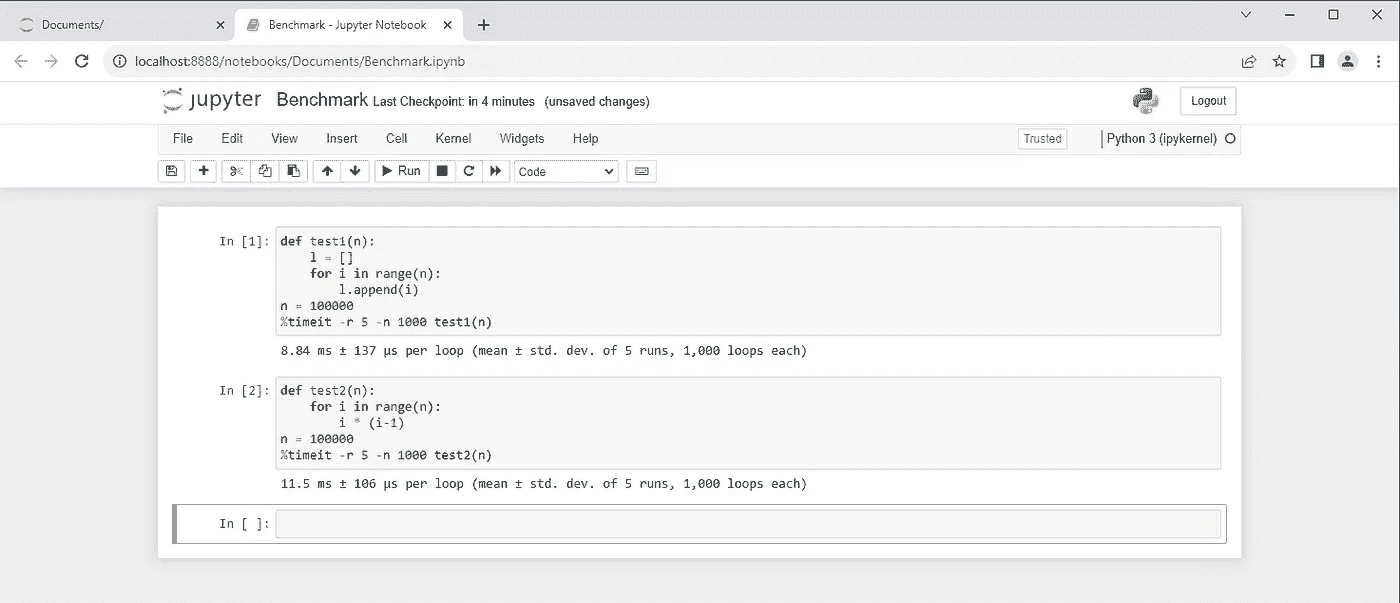 Documents/
Benchmark - Jupyter Notebook
localhost:8888/notebooks/Documents/Benchmark.ipynb
jupyter Benchmark Last Checkpoint: in 4 minutes (unsaved changes)
Logout
File Edit View Insert Cell Kernel Widgets Help
Trusted
Python 3 (ipykernel)
Run
Code
In [1]: def test1(n):
    l = []
    for i in range(n):
        l.append(i)
n = 100000
%timeit -r 5 -n 1000 test1(n)
8.84 ms ± 137 µs per loop (mean ± std. dev. of 5 runs, 1,000 loops each)
In [2]: def test2(n):
    for i in range(n):
        i * (i-1)
n = 100000
%timeit -r 5 -n 1000 test2(n)
11.5 ms ± 106 µs per loop (mean ± std. dev. of 5 runs, 1,000 loops each)
In [ ]: